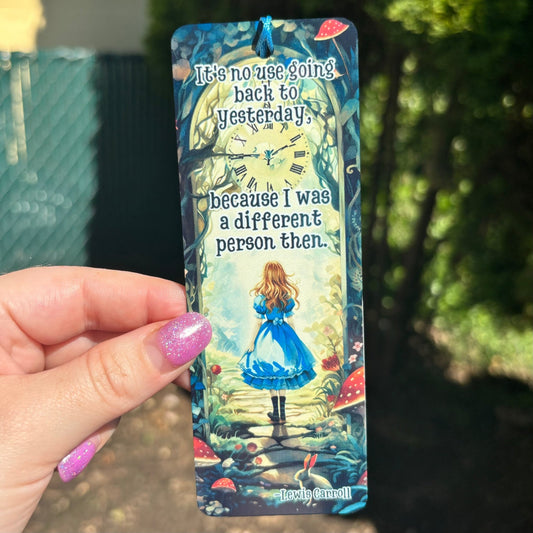 It's no use going
back to
yesterday,
because I was
a different
person then.
-Lewis Carroll